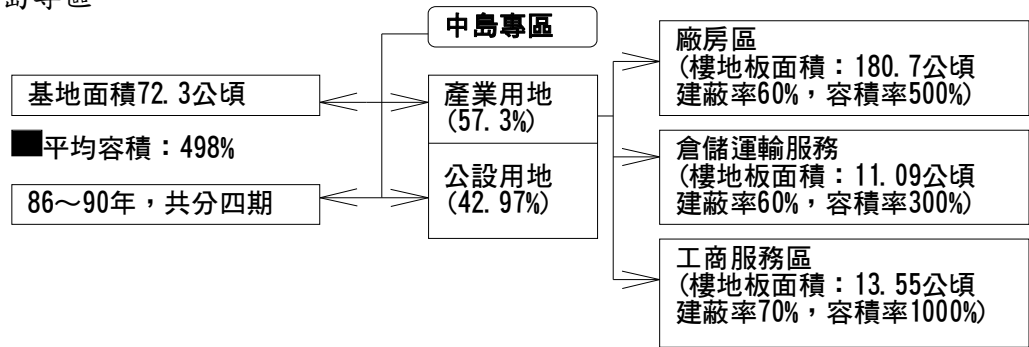 島專區
中島專區
基地面積72.3公頃
■平均容積：498%
86～90年，共分四期
產業用地
(57.3%)
公設用地
(42.97%)
廠房區
(樓地板面積：180.7公頃
建蔽率60%，容積率500%)
倉儲運輸服務
(樓地板面積：11.09公頃
建蔽率60%，容積率300%)
工商服務區
(樓地板面積：13.55公頃
建蔽率70%，容積率1000%)